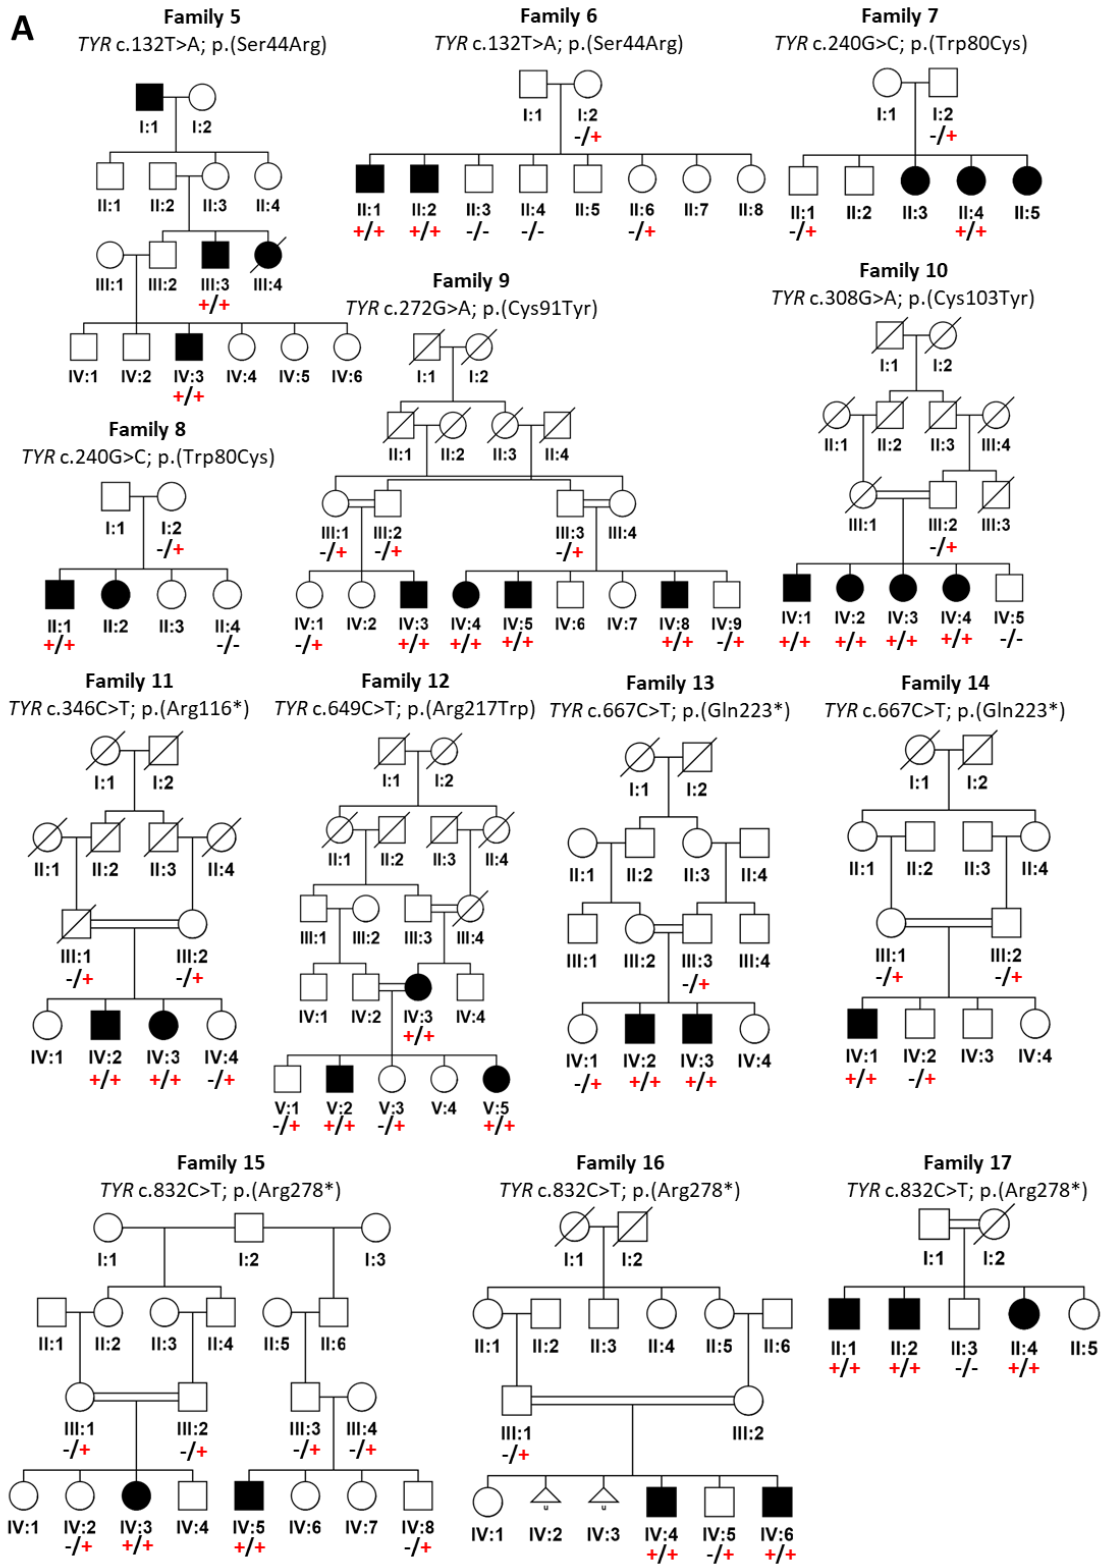 A
Family 5
TYR c.132T>A; p.(Ser44Arg)
I:1 I:2
II:1 II:2 II:3 II:4
III:1 III:2 III:3 III:4
+/+
IV:1 IV:2 IV:3 IV:4 IV:5 IV:6
+/+
Family 6
TYR c.132T>A; p.(Ser44Arg)
I:1 I:2
-/+
II:1 II:2 II:3 II:4 II:5 II:6 II:7 II:8
+/+ +/+ -/- -/- -/+
Family 7
TYR c.240G>C; p.(Trp80Cys)
I:1 I:2
-/+
II:1 II:2 II:3 II:4 II:5
-/+ +/+
Family 8
TYR c.240G>C; p.(Trp80Cys)
I:1 I:2
-/+
II:1 II:2 II:3 II:4
+/+ -/-
Family 9
TYR c.272G>A; p.(Cys91Tyr)
I:1 I:2
II:1 II:2 II:3 II:4
III:1 III:2 III:3 III:4
-/+ -/+ -/+
IV:1 IV:2 IV:3 IV:4 IV:5 IV:6 IV:7 IV:8 IV:9
-/+ +/+ +/+ +/+ +/+ -/+
Family 10
TYR c.308G>A; p.(Cys103Tyr)
I:1 I:2
II:1 II:2 II:3 III:4
III:1 III:2 III:3
-/+
IV:1 IV:2 IV:3 IV:4 IV:5
+/+ +/+ +/+ +/+ -/-
Family 11
TYR c.346C>T; p.(Arg116*)
I:1 I:2
II:1 II:2 II:3 II:4
III:1 III:2
-/+ -/+
IV:1 IV:2 IV:3 IV:4
+/+ +/+ -/+
Family 12
TYR c.649C>T; p.(Arg217Trp)
I:1 I:2
II:1 II:2 II:3 II:4
III:1 III:2 III:3 III:4
IV:1 IV:2 IV:3 IV:4
+/+
V:1 V:2 V:3 V:4 V:5
-/+ +/+ -/+ +/+
Family 13
TYR c.667C>T; p.(Gln223*)
I:1 I:2
II:1 II:2 II:3 II:4
III:1 III:2 III:3 III:4
-/+
IV:1 IV:2 IV:3 IV:4
-/+ +/+ +/+
Family 14
TYR c.667C>T; p.(Gln223*)
I:1 I:2
II:1 II:2 II:3 II:4
III:1 III:2
-/+ -/+
IV:1 IV:2 IV:3 IV:4
+/+ -/+
Family 15
TYR c.832C>T; p.(Arg278*)
I:1 I:2 I:3
II:1 II:2 II:3 II:4 II:5 II:6
III:1 III:2 III:3 III:4
-/+ -/+ -/+ -/+
IV:1 IV:2 IV:3 IV:4 IV:5 IV:6 IV:7 IV:8
-/+ +/+ +/+ -/+
Family 16
TYR c.832C>T; p.(Arg278*)
I:1 I:2
II:1 II:2 II:3 II:4 II:5 II:6
III:1 III:2
-/+
u u
IV:1 IV:2 IV:3 IV:4 IV:5 IV:6
+/+ -/+ +/+
Family 17
TYR c.832C>T; p.(Arg278*)
I:1 I:2
II:1 II:2 II:3 II:4 II:5
+/+ +/+ -/- +/+